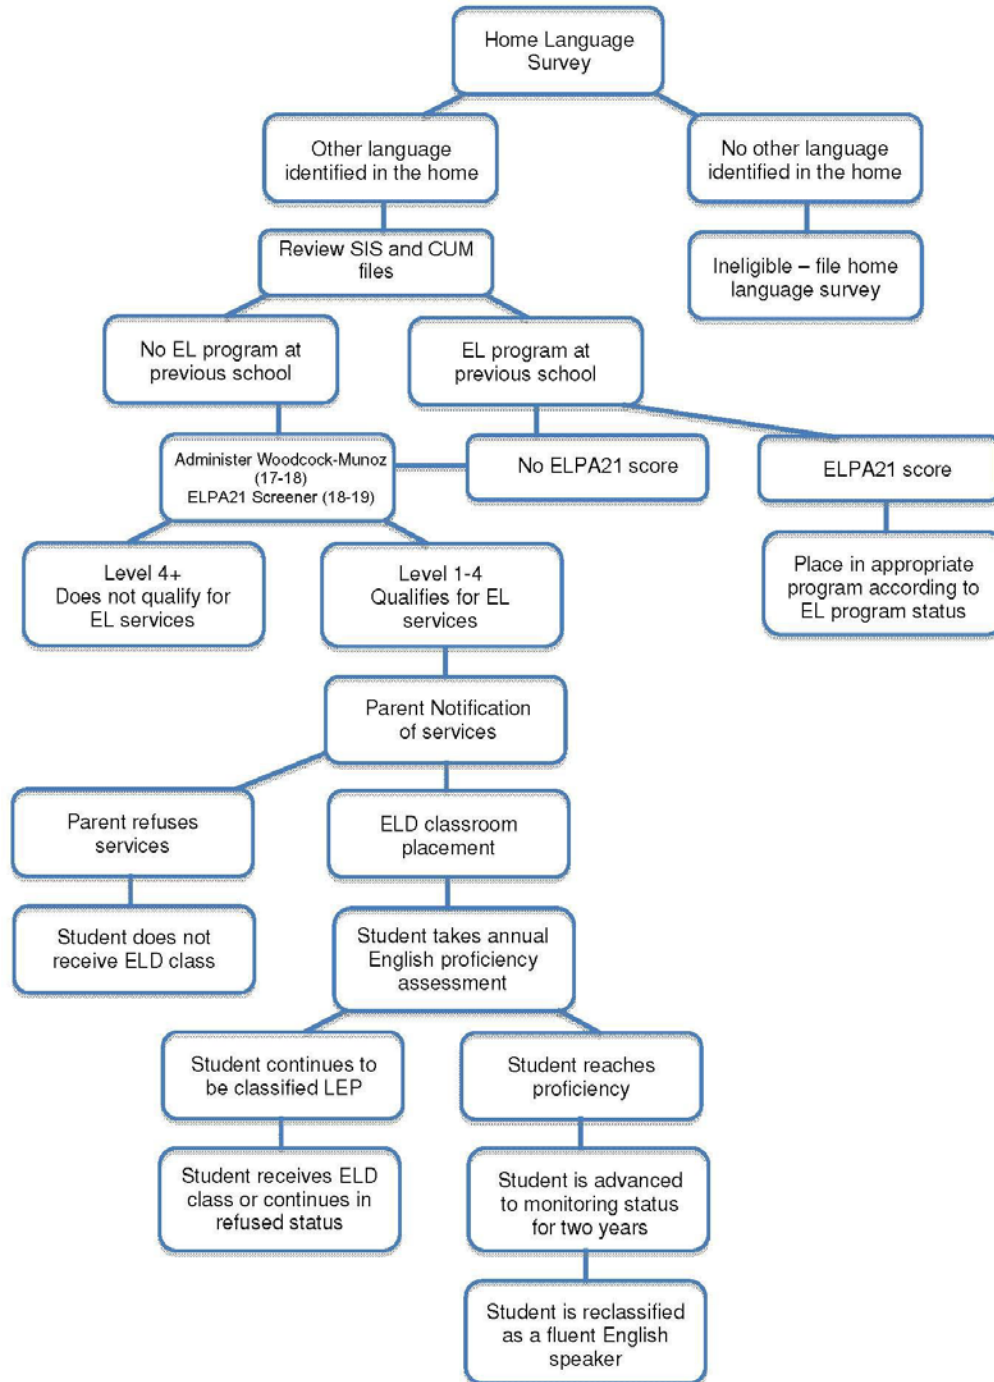 Home Language
Survey
Other language
identified in the home
No other language
identified in the home
Review SIS and CUM
files
Ineligible – file home
language survey
No EL program at
previous school
EL program at
previous school
Administer Woodcock-Munoz
(17-18)
ELPA21 Screener (18-19)
No ELPA21 score
ELPA21 score
Level 4+
Does not qualify for
EL services
Level 1-4
Qualifies for EL
services
Place in appropriate
program according to
EL program status
Parent Notification
of services
Parent refuses
services
ELD classroom
placement
Student does not
receive ELD class
Student takes annual
English proficiency
assessment
Student continues to
be classified LEP
Student reaches
proficiency
Student receives ELD
class or continues in
refused status
Student is advanced
to monitoring status
for two years
Student is reclassified
as a fluent English
speaker